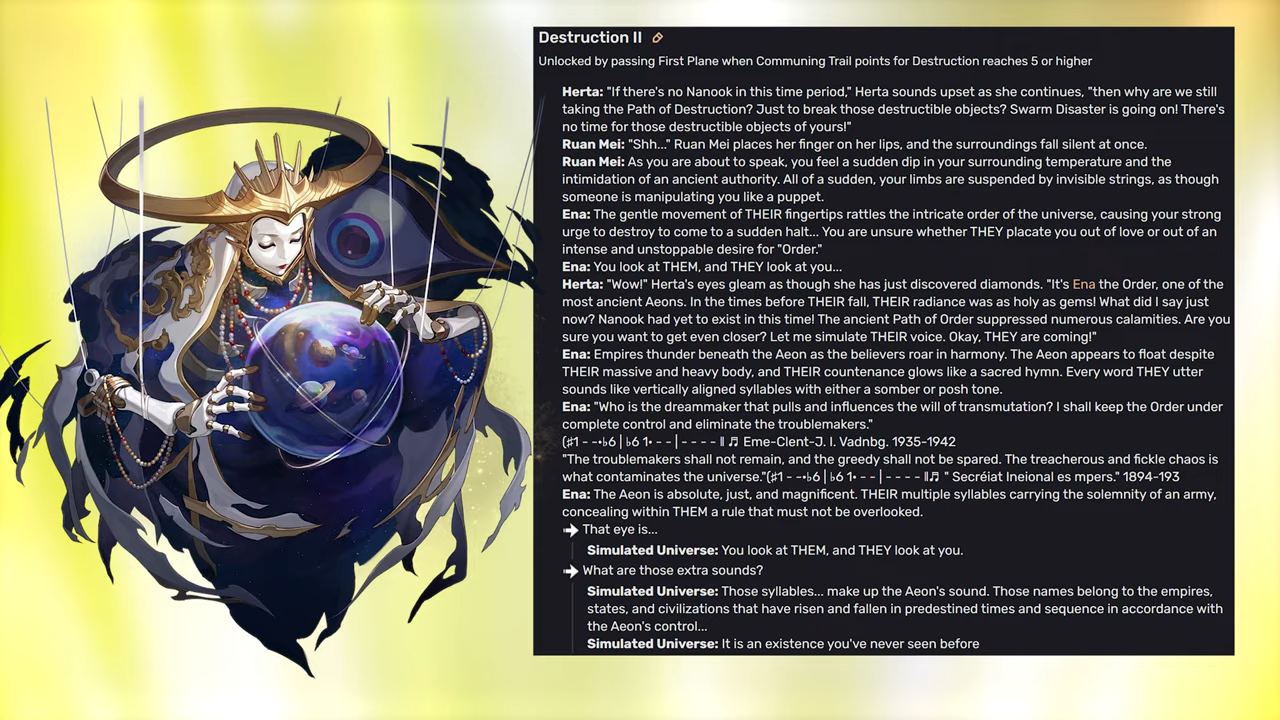 Destruction II
Unlocked by passing First Plane when Communing Trail points for Destruction reaches 5 or higher
Herta: "If there's no Nanook in this time period," Herta sounds upset as she continues, "then why are we still
taking the Path of Destruction? Just to break those destructible objects? Swarm Disaster is going on! There's
no time for those destructible objects of yours!"
Ruan Mei: "Shh..." Ruan Mei places her finger on her lips, and the surroundings fall silent at once.
Ruan Mei: As you are about to speak, you feel a sudden dip in your surrounding temperature and the
intimidation of an ancient authority. All of a sudden, your limbs are suspended by invisible strings, as though
someone is manipulating you like a puppet.
Ena: The gentle movement of THEIR fingertips rattles the intricate order of the universe, causing your strong
urge to destroy to come to a sudden halt... You are unsure whether THEY placate you out of love or out of an
intense and unstoppable desire for "Order."
Ena: You look at THEM, and THEY look at you...
Herta: "Wow!" Herta's eyes gleam as though she has just discovered diamonds. "It's Ena the Order, one of the
most ancient Aeons. In the times before THEIR fall, THEIR radiance was as holy as gems! What did I say just
now? Nanook had yet to exist in this time! The ancient Path of Order suppressed numerous calamities. Are you
sure you want to get even closer? Let me simulate THEIR voice. Okay, THEY are coming!"
Ena: Empires thunder beneath the Aeon as the believers roar in harmony. The Aeon appears to float despite
THEIR massive and heavy body, and THEIR countenance glows like a sacred hymn. Every word THEY utter
sounds like vertically aligned syllables with either a somber or posh tone.
Ena: "Who is the dreammaker that pulls and influences the will of transmutation? I shall keep the Order under
complete control and eliminate the troublemakers."
(♯1 - -•♭6 | ♭6 1• - - | - - - - ‖ ♬ Eme-Clent-J. I. Vadnbg. 1935-1942
"The troublemakers shall not remain, and the greedy shall not be spared. The treacherous and fickle chaos is
what contaminates the universe."(♯1 - -•♭6 | ♭6 1• - - | - - - - ‖♬ " Secréiat Ineional es mpers." 1894-193
Ena: The Aeon is absolute, just, and magnificent. THEIR multiple syllables carrying the solemnity of an army,
concealing within THEM a rule that must not be overlooked.
That eye is...
Simulated Universe: You look at THEM, and THEY look at you.
What are those extra sounds?
Simulated Universe: Those syllables... make up the Aeon's sound. Those names belong to the empires,
states, and civilizations that have risen and fallen in predestined times and sequence in accordance with
the Aeon's control...
Simulated Universe: It is an existence you've never seen before